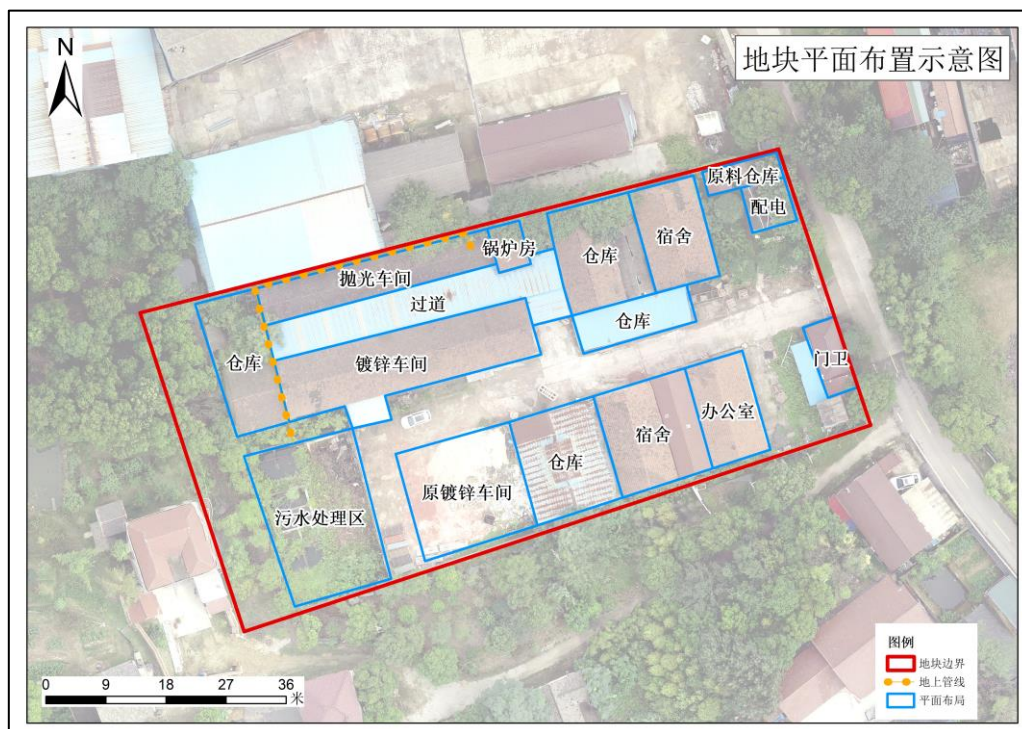 地块平面布置示意图
N
原料仓库
配电
宿舍
锅炉房
仓库
抛光车间
过道
仓库
门卫
仓库
镀锌车间
办公室
宿舍
仓库
原镀锌车间
污水处理区
图例
地块边界
地上管线
平面布局
0 9 18 27 36
米